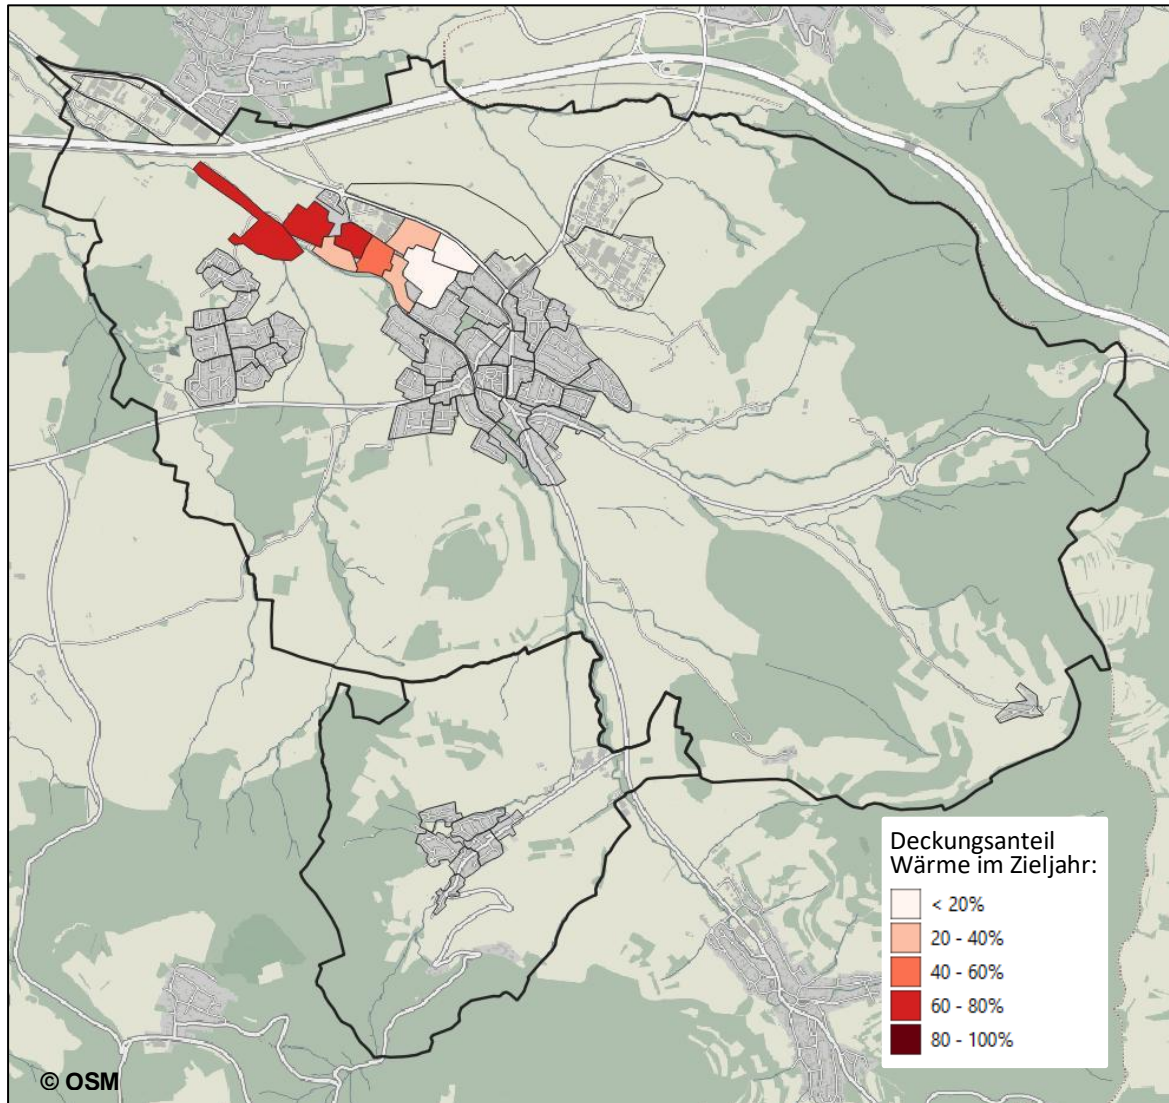 Deckungsanteil
Wärme im Zieljahr:
< 20%
20 - 40%
40 - 60%
60 - 80%
80 - 100%
© OSM